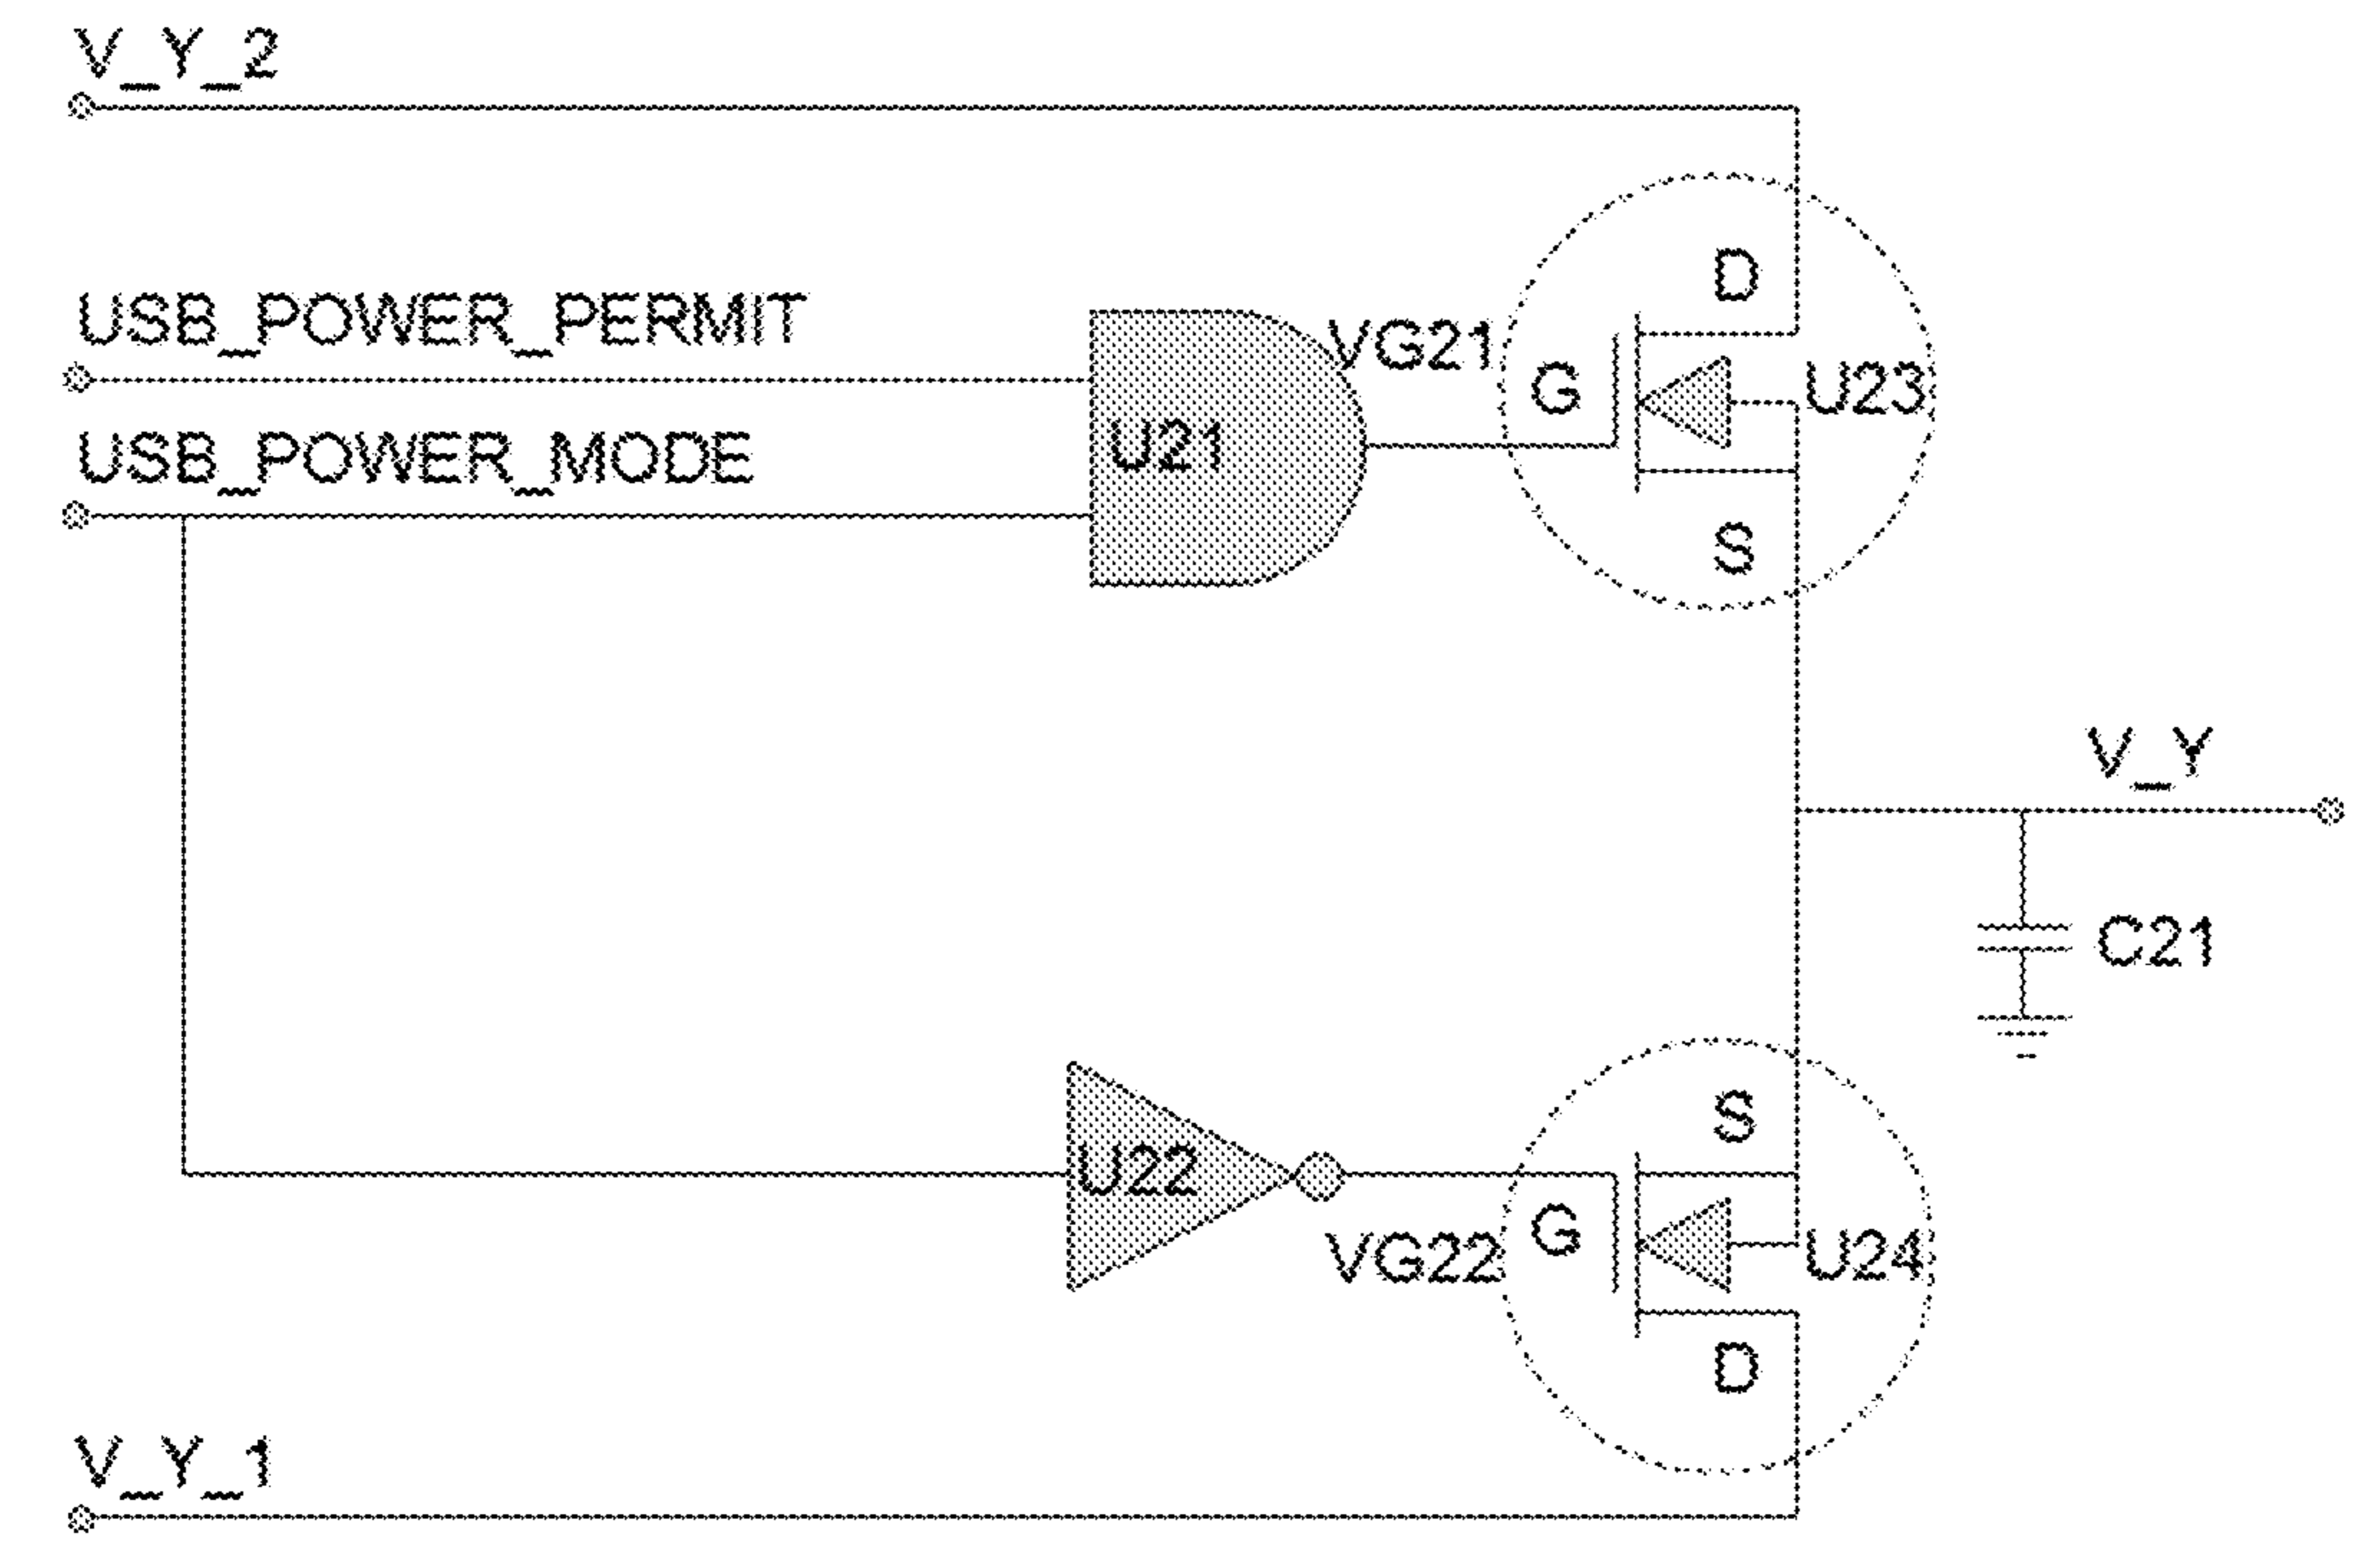 V_Y_2
USB_POWER_PERMIT
USB_POWER_MODE
U21
VG21
D
G
U23
S
V_Y
C21
U22
VG22
S
G
U24
D
V_Y_1